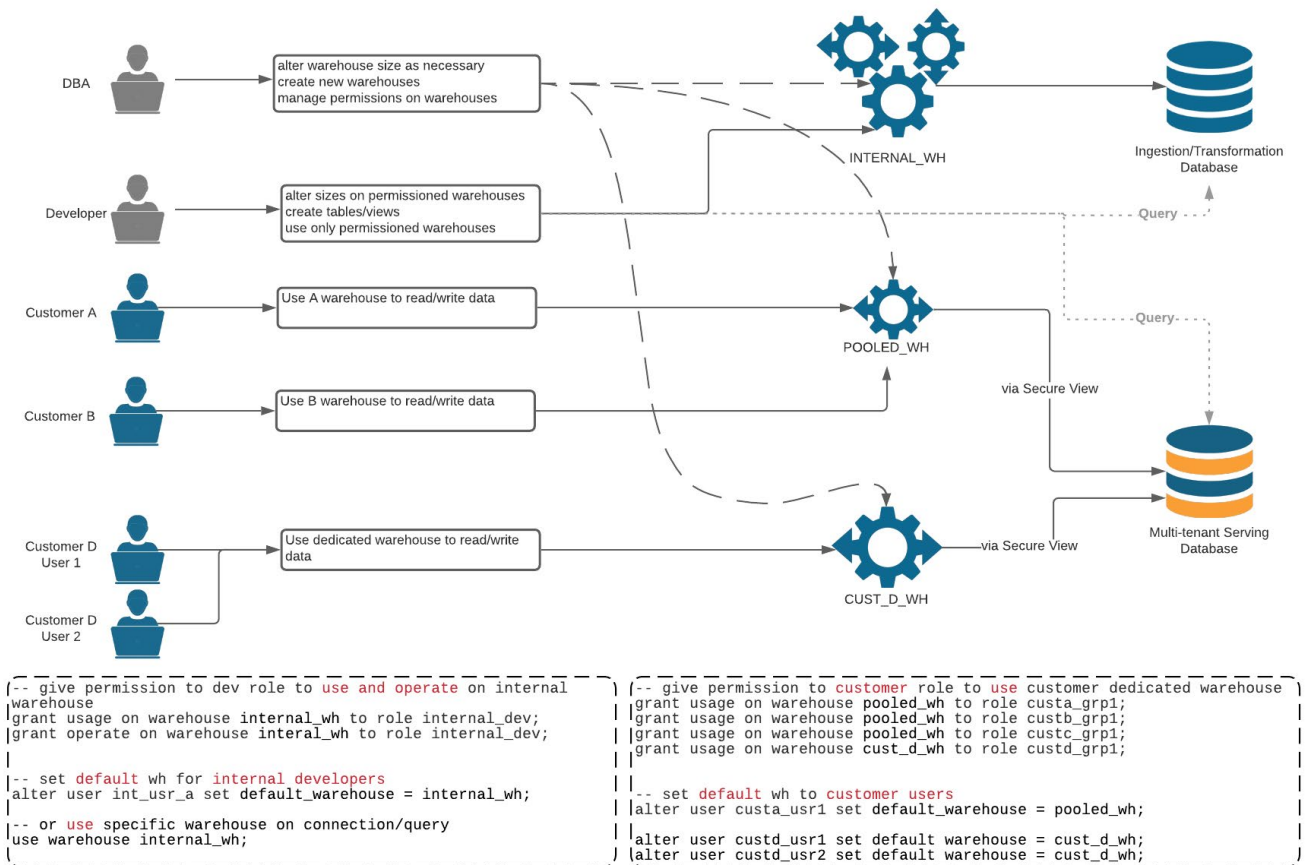 DBA
alter warehouse size as necessary
create new warehouses
manage permissions on warehouses
INTERNAL_WH
Ingestion/Transformation
Database
Developer
alter sizes on permissioned warehouses
create tables/views
use only permissioned warehouses
Query
Customer A
Use A warehouse to read/write data
POOLED_WH
Query
via Secure View
Customer B
Use B warehouse to read/write data
Customer D
User 1
Use dedicated warehouse to read/write
data
CUST_D_WH
via Secure View
Multi-tenant Serving
Database
Customer D
User 2
-- give permission to dev role to use and operate on internal
warehouse
grant usage on warehouse internal_wh to role internal_dev;
grant operate on warehouse interal_wh to role internal_dev;
-- set default wh for internal developers
alter user int_usr_a set default_warehouse = internal_wh;
-- or use specific warehouse on connection/query
use warehouse internal_wh;
-- give permission to customer role to use customer dedicated warehouse
grant usage on warehouse pooled_wh to role custa_grp1;
grant usage on warehouse pooled_wh to role custb_grp1;
grant usage on warehouse pooled_wh to role custc_grp1;
grant usage on warehouse cust_d_wh to role custd_grp1;
-- set default wh to customer users
alter user custa_usr1 set default_warehouse = pooled_wh;
alter user custd_usr1 set default warehouse = cust_d_wh;
alter user custd_usr2 set default warehouse = cust_d_wh;